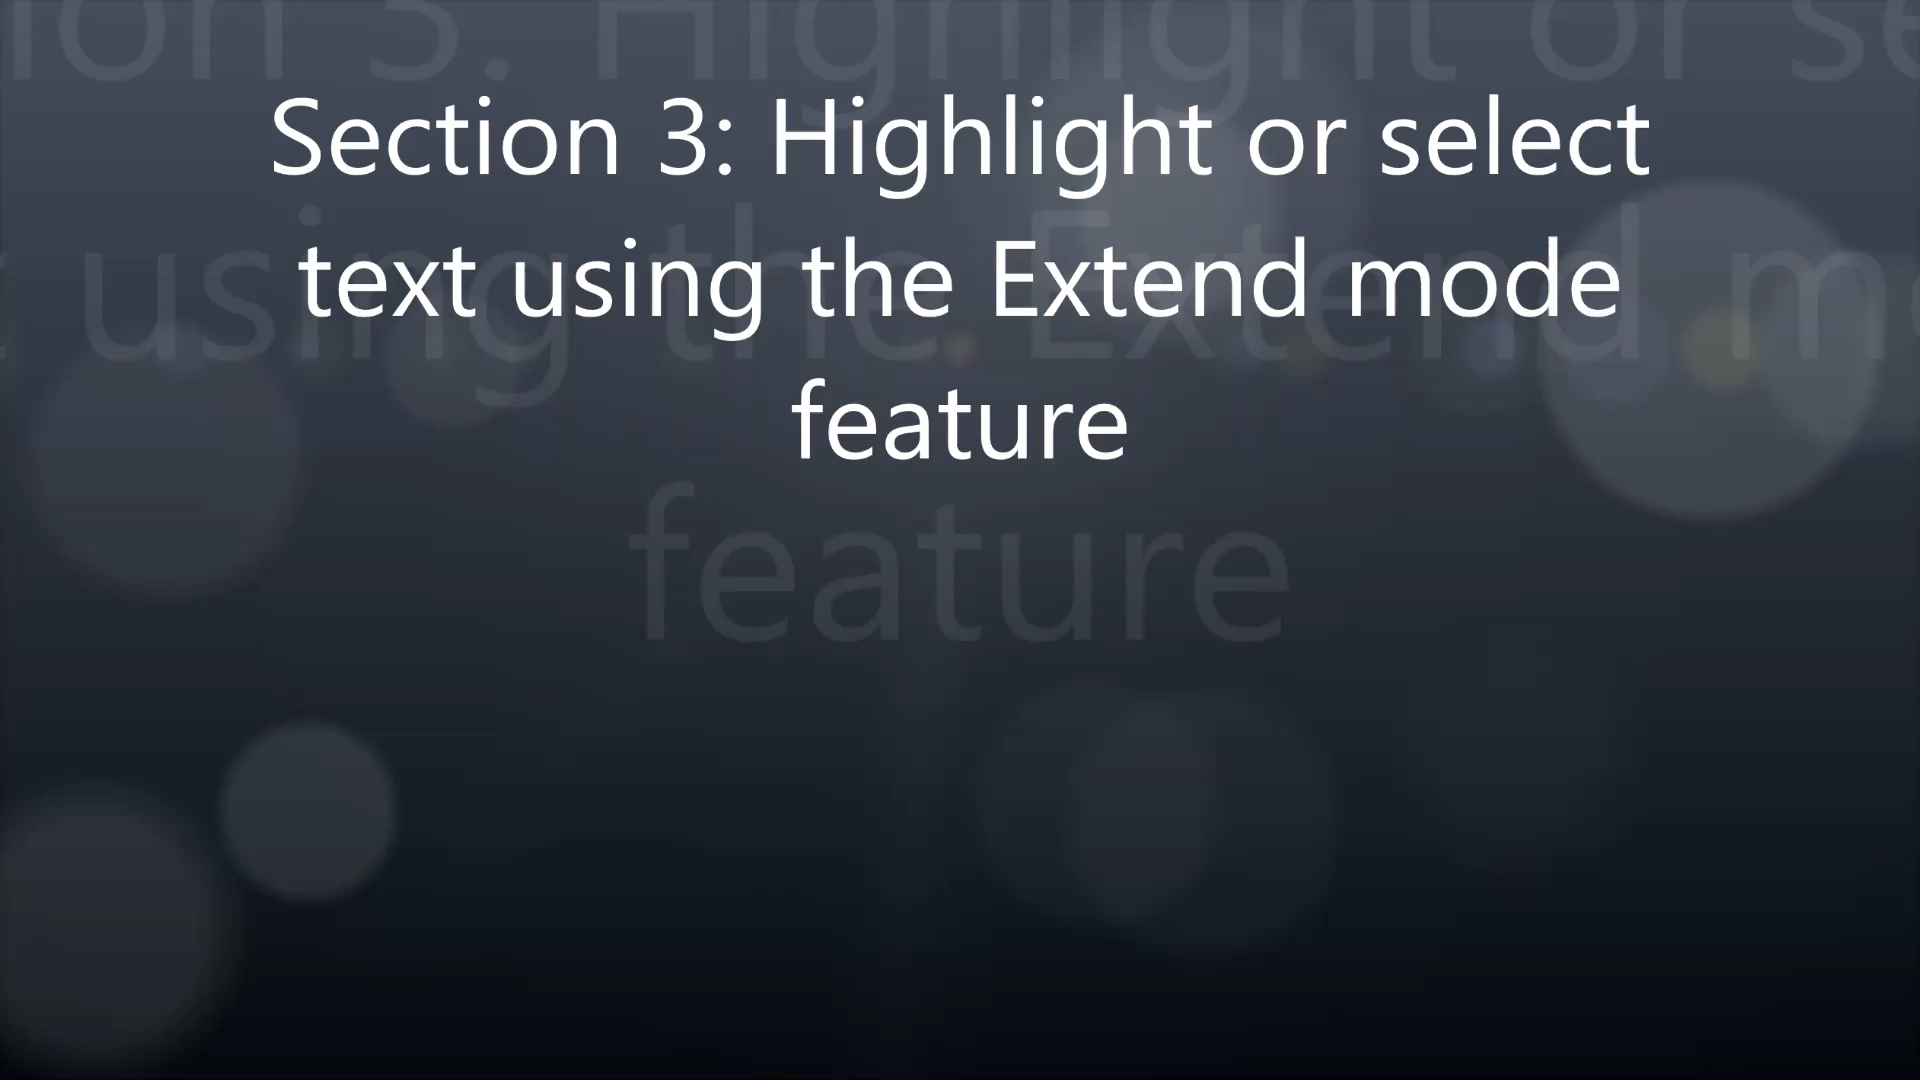 Section 3: Highlight or select
text using the Extend mode
feature